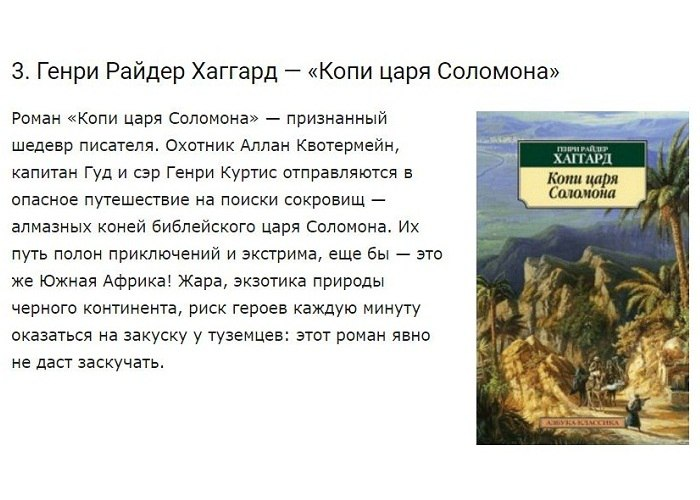 3. Генри Райдер Хаггард — «Копи царя Соломона»
Роман «Копи царя Соломона» — признанный
шедевр писателя. Охотник Аллан Квотермейн,
капитан Гуд и сэр Генри Куртис отправляются в
опасное путешествие на поиски сокровищ —
алмазных коней библейского царя Соломона. Их
путь полон приключений и экстрима, еще бы — это
же Южная Африка! Жара, экзотика природы
черного континента, риск героев каждую минуту
оказаться на закуску у туземцев: этот роман явно
не даст заскучать.
ГЕНРИ РАЙДЕР
ХАГГАРД
Копи царя
Соломона
АЗБУКА-КЛАССИКА